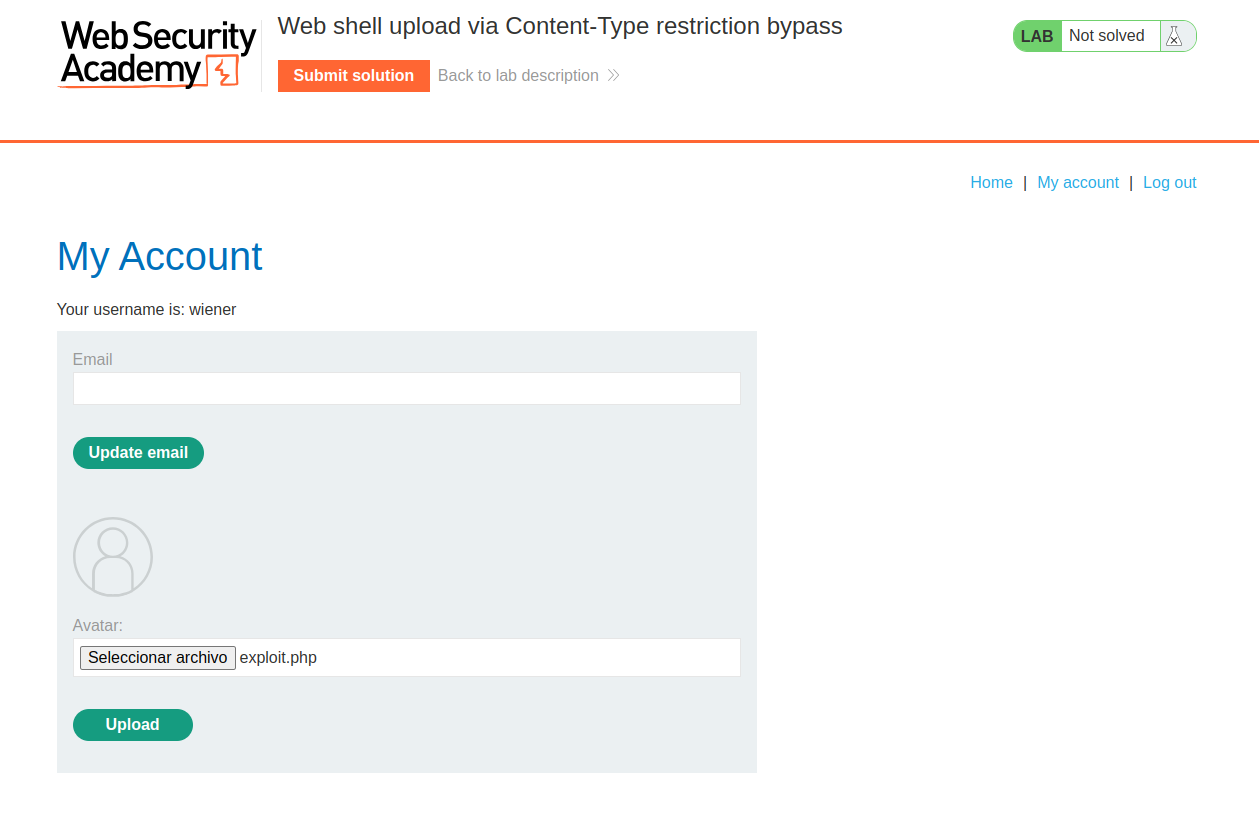 Web Security
Academy
Web shell upload via Content-Type restriction bypass
Submit solution
Back to lab description
LAB
Not solved
Home | My account | Log out
My Account
Your username is: wiener
Email
Update email
Avatar:
Seleccionar archivo exploit.php
Upload